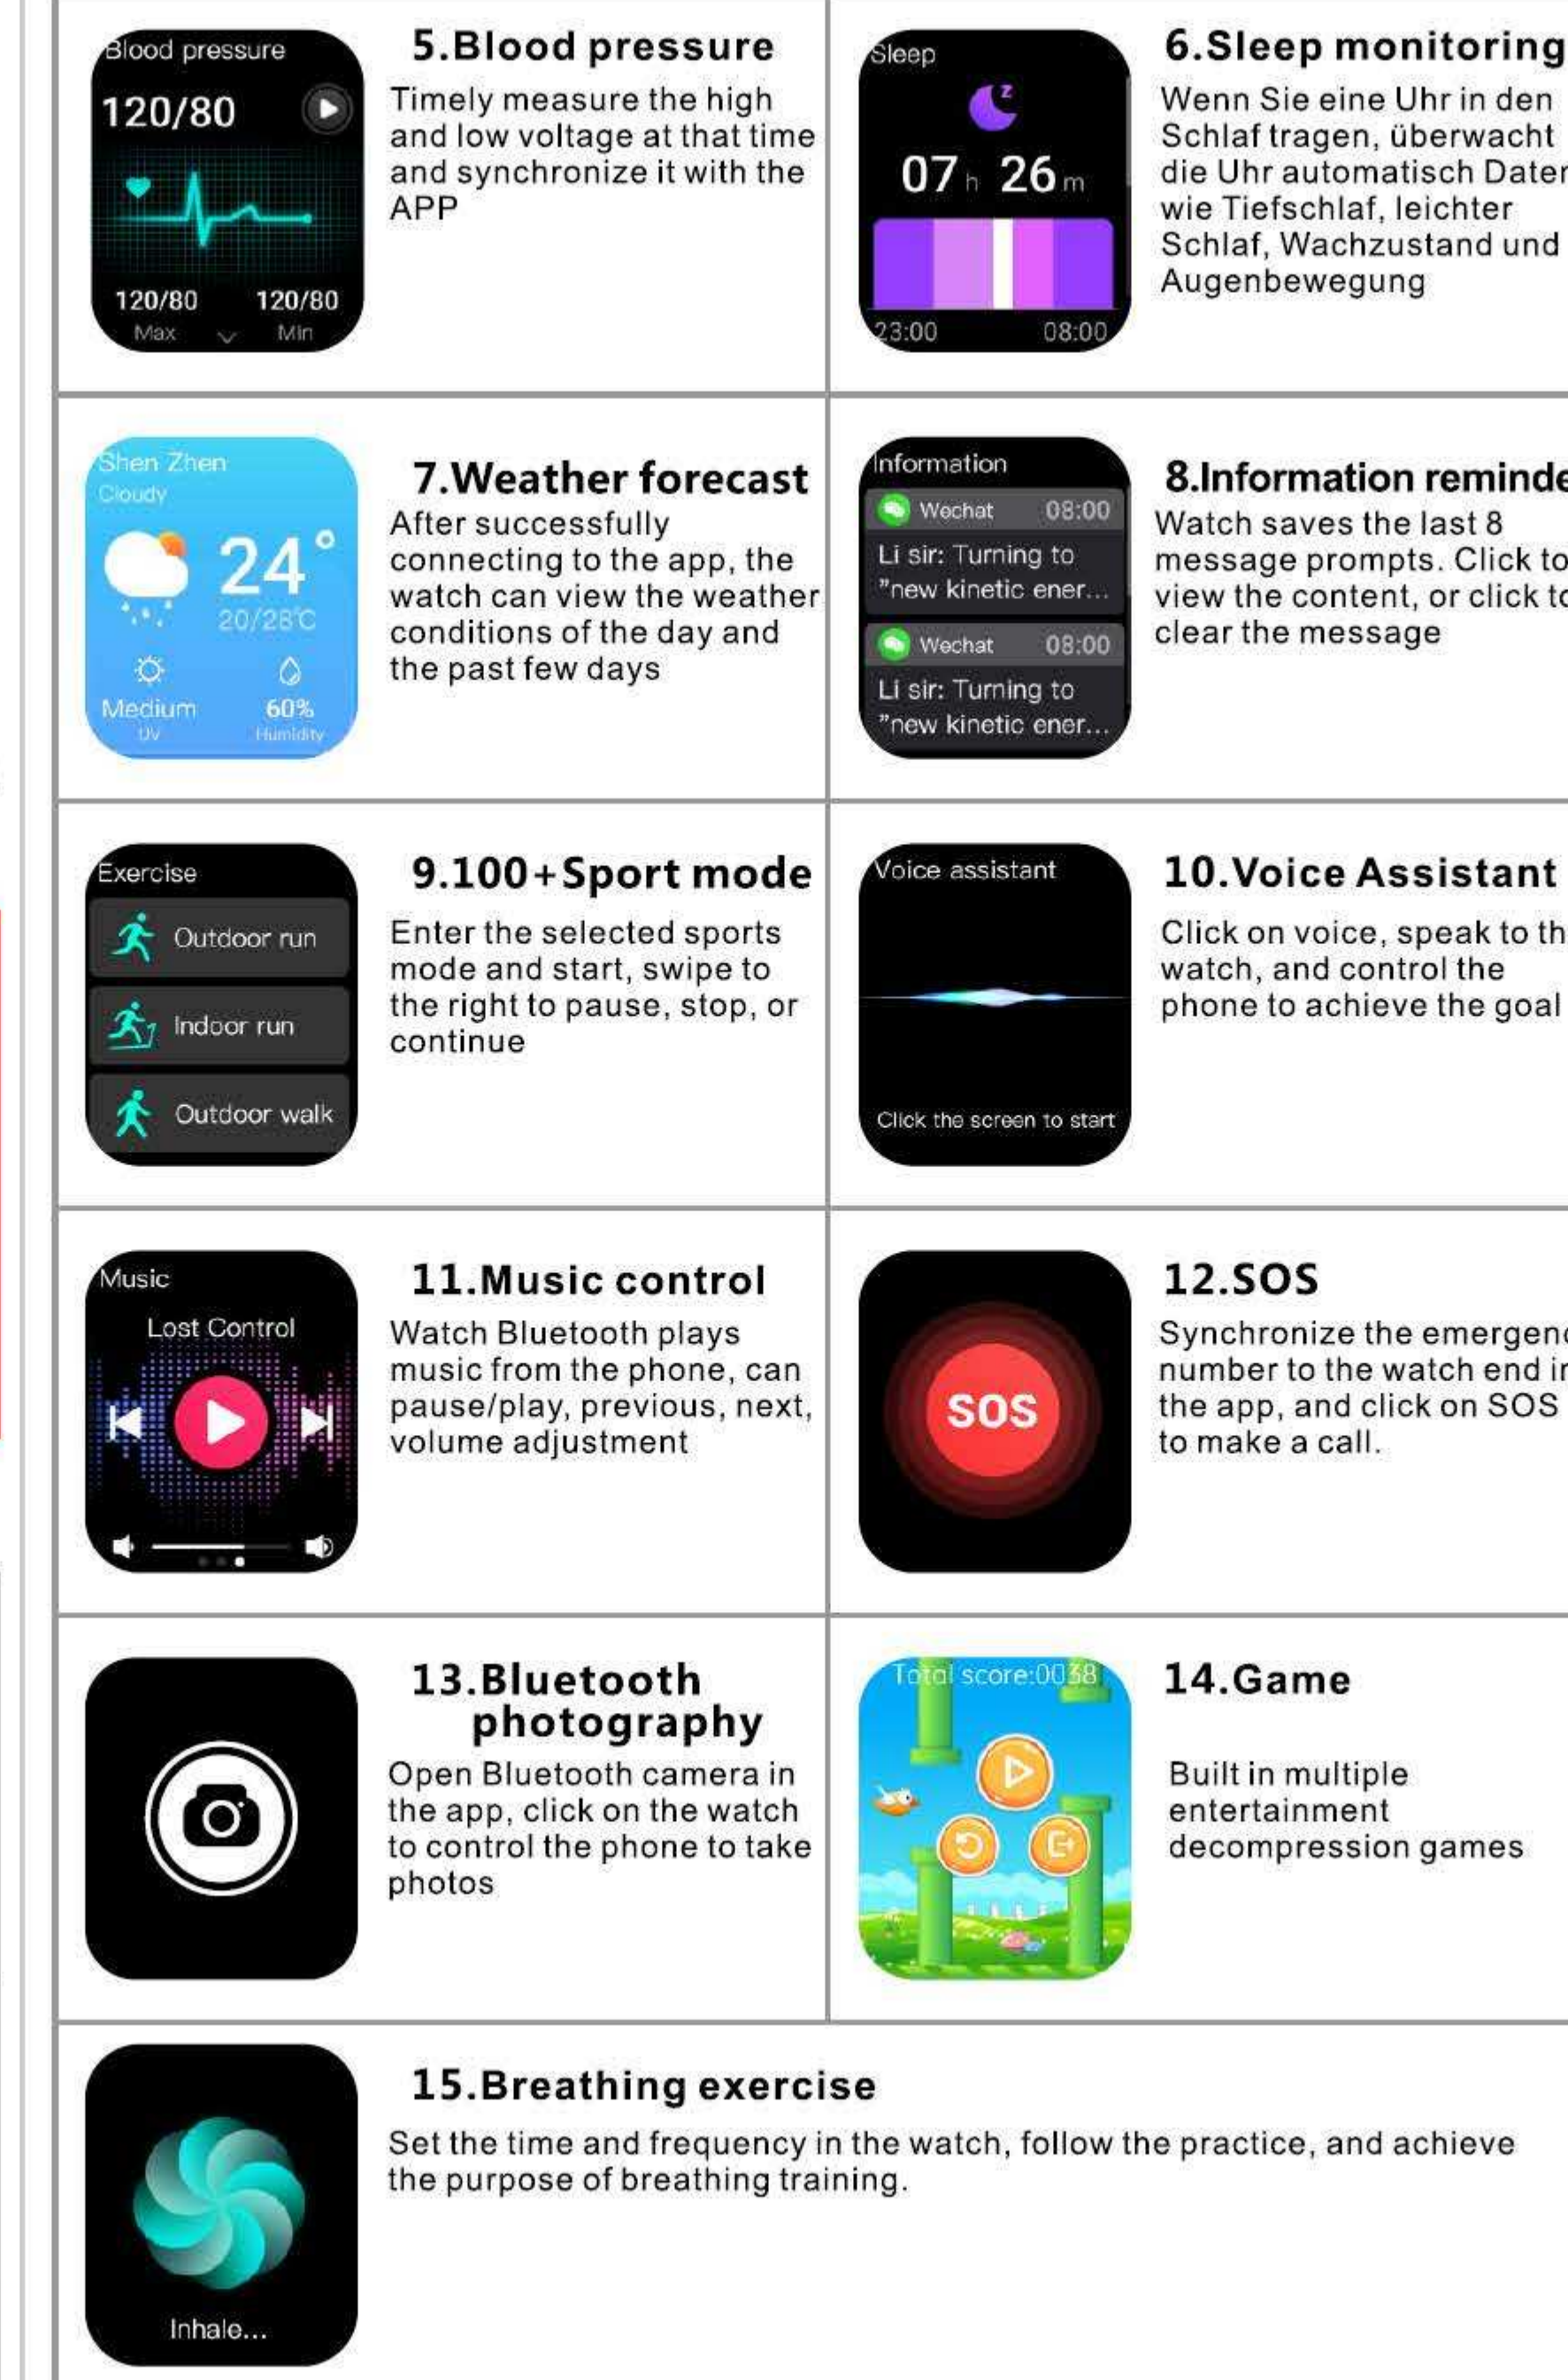 Blood pressure
120/80
120/80 120/80
Max Min
5.Blood pressure
Timely measure the high
and low voltage at that time
and synchronize it with the
APP
Sleep
z
07 h 26 m
23:00 08:00
6.Sleep monitoring
Wenn Sie eine Uhr in den
Schlaf tragen, überwacht
die Uhr automatisch Daten
wie Tiefschlaf, leichter
Schlaf, Wachzustand und
Augenbewegung
Shen Zhen
Cloudy
24°
20/28℃
Medium 60%
UV Humidity
7.Weather forecast
After successfully
connecting to the app, the
watch can view the weather
conditions of the day and
the past few days
Information
Wechat 08:00
Li sir: Turning to
”new kinetic ener...
Wechat 08:00
Li sir: Turning to
”new kinetic ener...
8.Information reminde
Watch saves the last 8
message prompts. Click to
view the content, or click to
clear the message
Exercise
Outdoor run
Indoor run
Outdoor walk
9.100+Sport mode
Enter the selected sports
mode and start, swipe to
the right to pause, stop, or
continue
Voice assistant
Click the screen to start
10.Voice Assistant
Click on voice, speak to th
watch, and control the
phone to achieve the goal
Music
Lost Control
11.Music control
Watch Bluetooth plays
music from the phone, can
pause/play, previous, next,
volume adjustment
SOS
12.SOS
Synchronize the emergenc
number to the watch end in
the app, and click on SOS
to make a call.
13.Bluetooth
photography
Open Bluetooth camera in
the app, click on the watch
to control the phone to take
photos
Total score:0038
14.Game
Built in multiple
entertainment
decompression games
Inhale...
15.Breathing exercise
Set the time and frequency in the watch, follow the practice, and achieve
the purpose of breathing training.